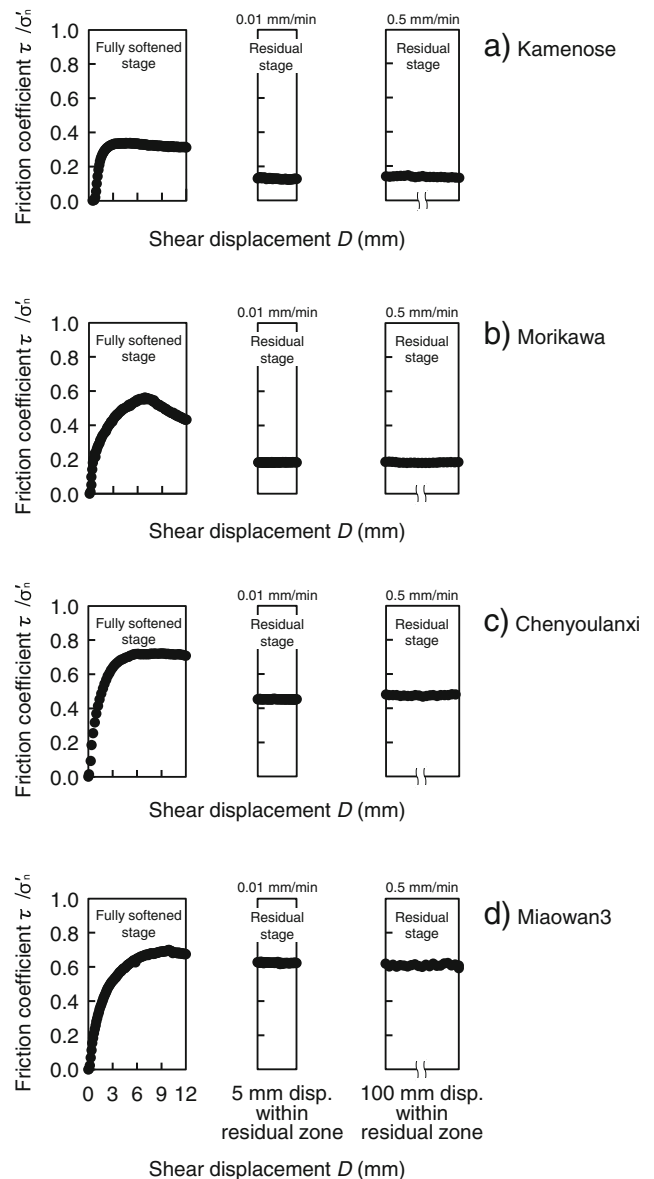 0.01 mm/min
0.5 mm/min
Friction coefficient τ /σ'n
1.0
0.8
0.6
0.4
0.2
0.0
Fully softened
stage
Residual
stage
Residual
stage
a) Kamenose
Shear displacement D (mm)
0.01 mm/min
0.5 mm/min
Friction coefficient τ /σ'n
1.0
0.8
0.6
0.4
0.2
0.0
Fully softened
stage
Residual
stage
Residual
stage
b) Morikawa
Shear displacement D (mm)
0.01 mm/min
0.5 mm/min
Friction coefficient τ /σ'n
1.0
0.8
0.6
0.4
0.2
0.0
Fully softened
stage
Residual
stage
Residual
stage
c) Chenyoulanxi
Shear displacement D (mm)
0.01 mm/min
0.5 mm/min
Friction coefficient τ /σ'n
1.0
0.8
0.6
0.4
0.2
0.0
Fully softened
stage
Residual
stage
Residual
stage
d) Miaowan3
0 3 6 9 12
5 mm disp.
within
residual zone
100 mm disp.
within
residual zone
Shear displacement D (mm)